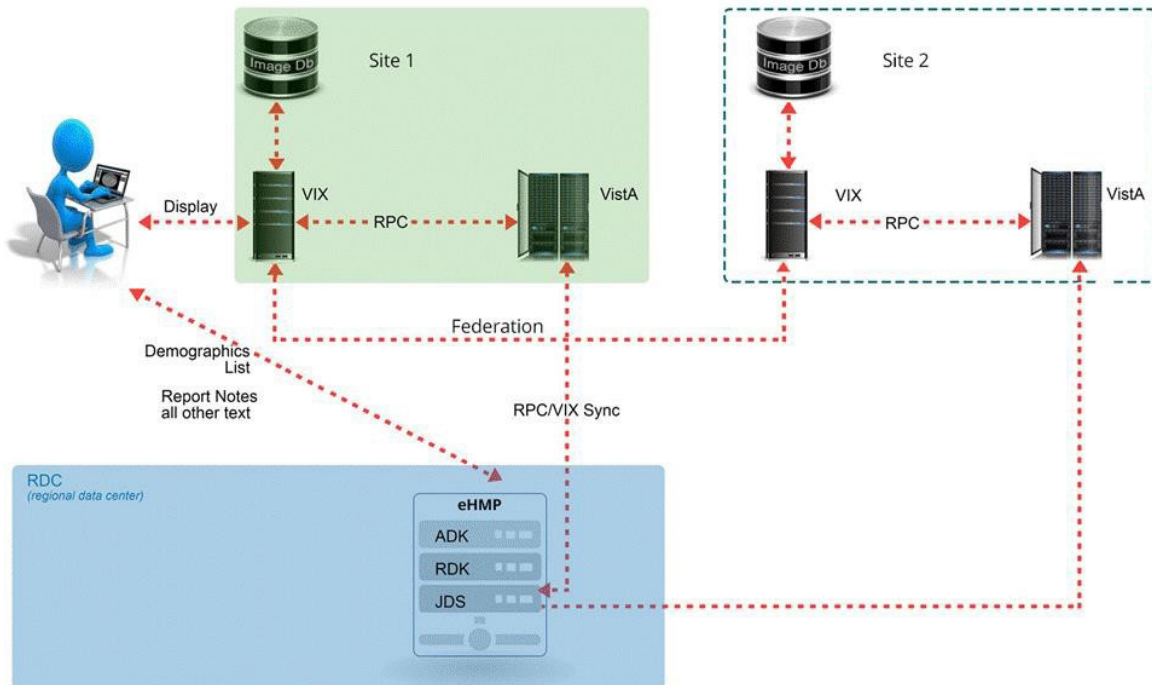 Image Db
Site 1
Image Db
Site 2
VIX
VistA
VIX
VistA
Display
RPC
RPC
Federation
Demographics
List
Report Notes
all other text
RPC/VIX Sync
RDC
(regional data center)
eHMP
ADK
RDK
JDS